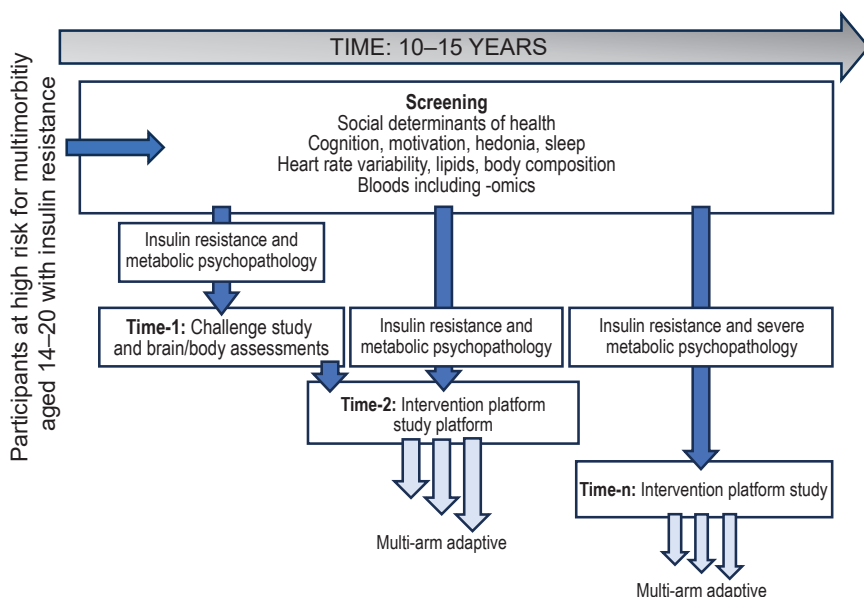 TIME: 10–15 YEARS
Participants at high risk for multimorbitiy
aged 14–20 with insulin resistance
Screening
Social determinants of health
Cognition, motivation, hedonia, sleep
Heart rate variability, lipids, body composition
Bloods including -omics
Insulin resistance and
metabolic psychopathology
Time-1: Challenge study
and brain/body assessments
Insulin resistance and
metabolic psychopathology
Insulin resistance and severe
metabolic psychopathology
Time-2: Intervention platform
study platform
Time-n: Intervention platform study
Multi-arm adaptive
Multi-arm adaptive